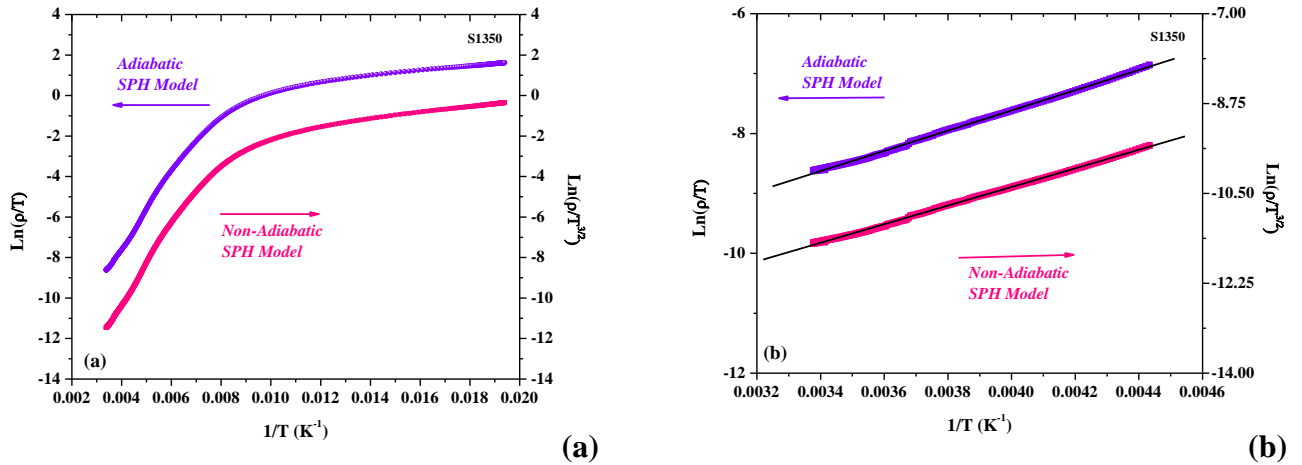 S1350
Adiabatic
SPH Model
Non-Adiabatic
SPH Model
(a)
Ln(ρ/T)
4
2
0
-2
-4
-6
-8
-10
-12
-14
Ln(ρ/T^3/2)
4
2
0
-2
-4
-6
-8
-10
-12
-14
0.002 0.004 0.006 0.008 0.010 0.012 0.014 0.016 0.018 0.020
1/T (K⁻¹)
(a)
S1350
Adiabatic
SPH Model
Non-Adiabatic
SPH Model
(b)
Ln(ρ/T)
-6
-8
-10
-12
Ln(ρ/T^3/2)
-7.00
-8.75
-10.50
-12.25
-14.00
0.0032 0.0034 0.0036 0.0038 0.0040 0.0042 0.0044 0.0046
1/T (K⁻¹)
(b)